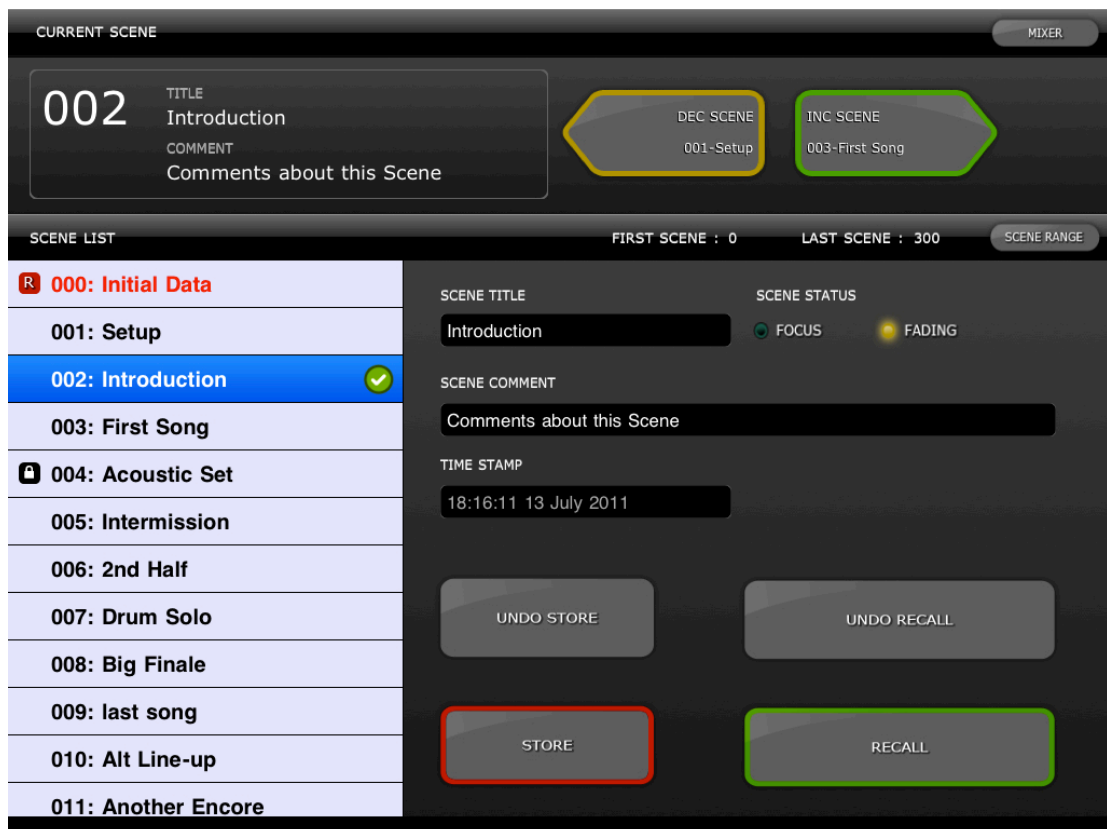 CURRENT SCENE
MIXER
002
TITLE
Introduction
COMMENT
Comments about this Scene
DEC SCENE
001-Setup
INC SCENE
003-First Song
SCENE LIST
FIRST SCENE : 0
LAST SCENE : 300
SCENE RANGE
R 000: Initial Data
001: Setup
002: Introduction
003: First Song
004: Acoustic Set
005: Intermission
006: 2nd Half
007: Drum Solo
008: Big Finale
009: last song
010: Alt Line-up
011: Another Encore
SCENE TITLE
Introduction
SCENE STATUS
FOCUS
FADING
SCENE COMMENT
Comments about this Scene
TIME STAMP
18:16:11 13 July 2011
UNDO STORE
UNDO RECALL
STORE
RECALL